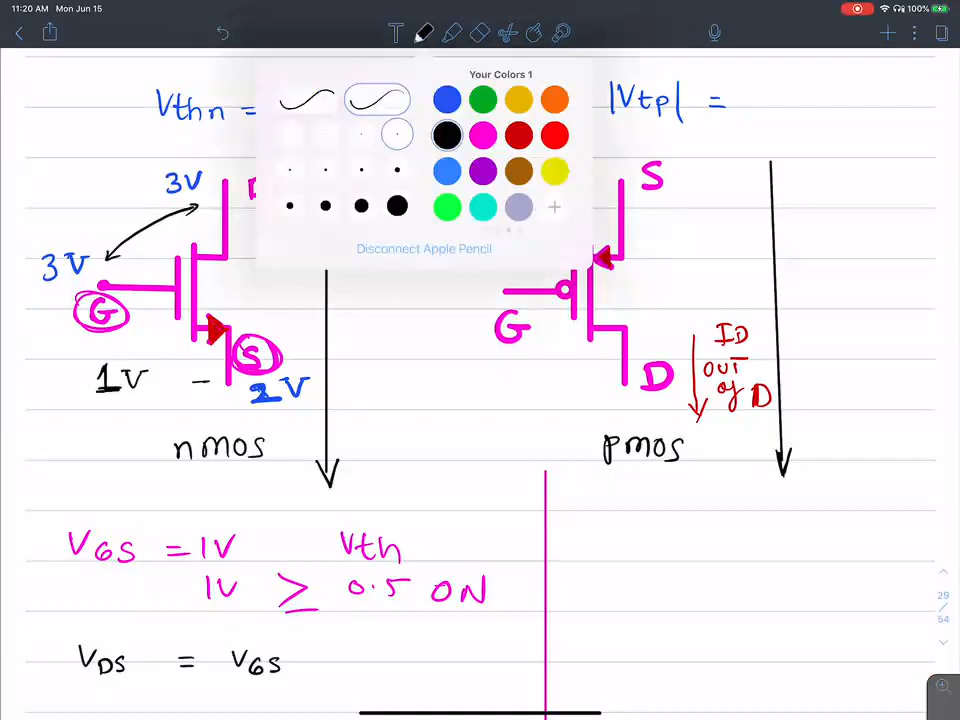 11:20 AM Mon Jun 15
100%
T
Your Colors 1
Vthn =
|Vtp| =
3V
S
Disconnect Apple Pencil
3V
G
G
S
ID
out
of D
1V –
2V
D
nmos
pmos
VGS = 1V Vth
1V ≥ 0.5 ON
29
/
54
VDS = VGS